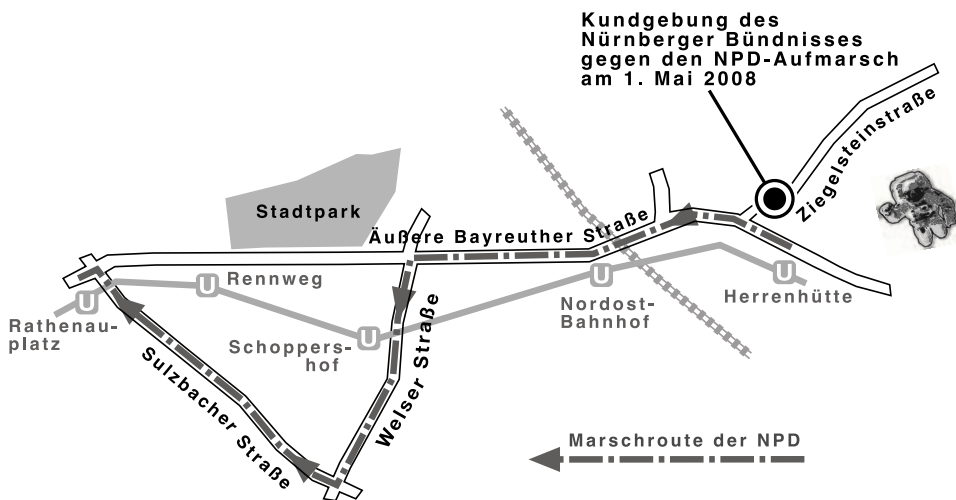 Kundgebung des
Nürnberger Bündnisses
gegen den NPD-Aufmarsch
am 1. Mai 2008
Ziegelsteinstraße
Stadtpark
Äußere Bayreuther Straße
U
Rennweg
U
Rathenau-
platz
U
Schoppers-
hof
U
Nordost-
Bahnhof
U
Herrenhütte
Sulzbacher Straße
Welser Straße
Marschroute der NPD